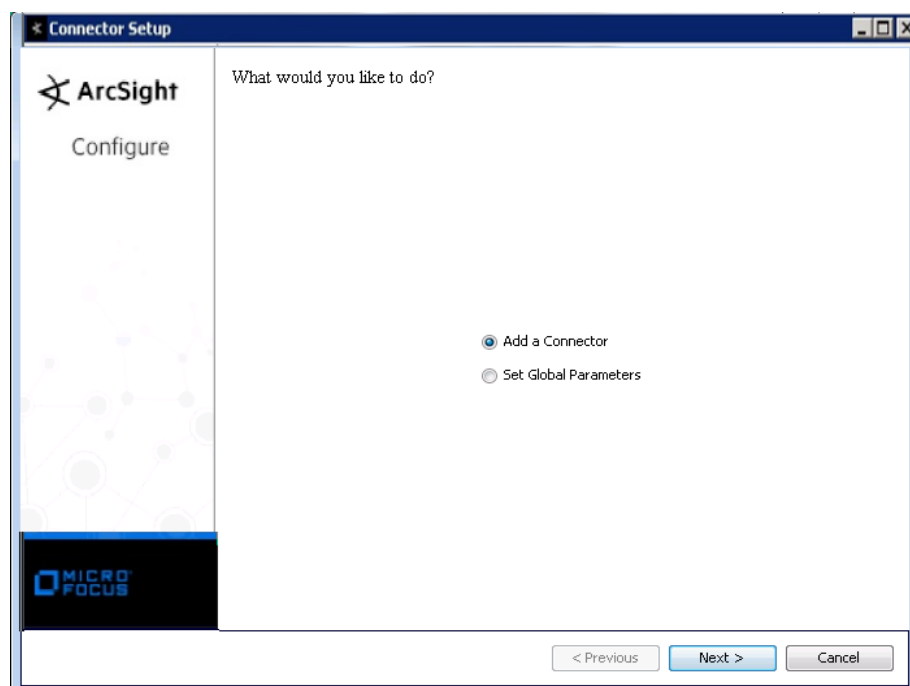 Connector Setup
ArcSight
Configure
What would you like to do?
Add a Connector
Set Global Parameters
MICRO
FOCUS
< Previous
Next >
Cancel